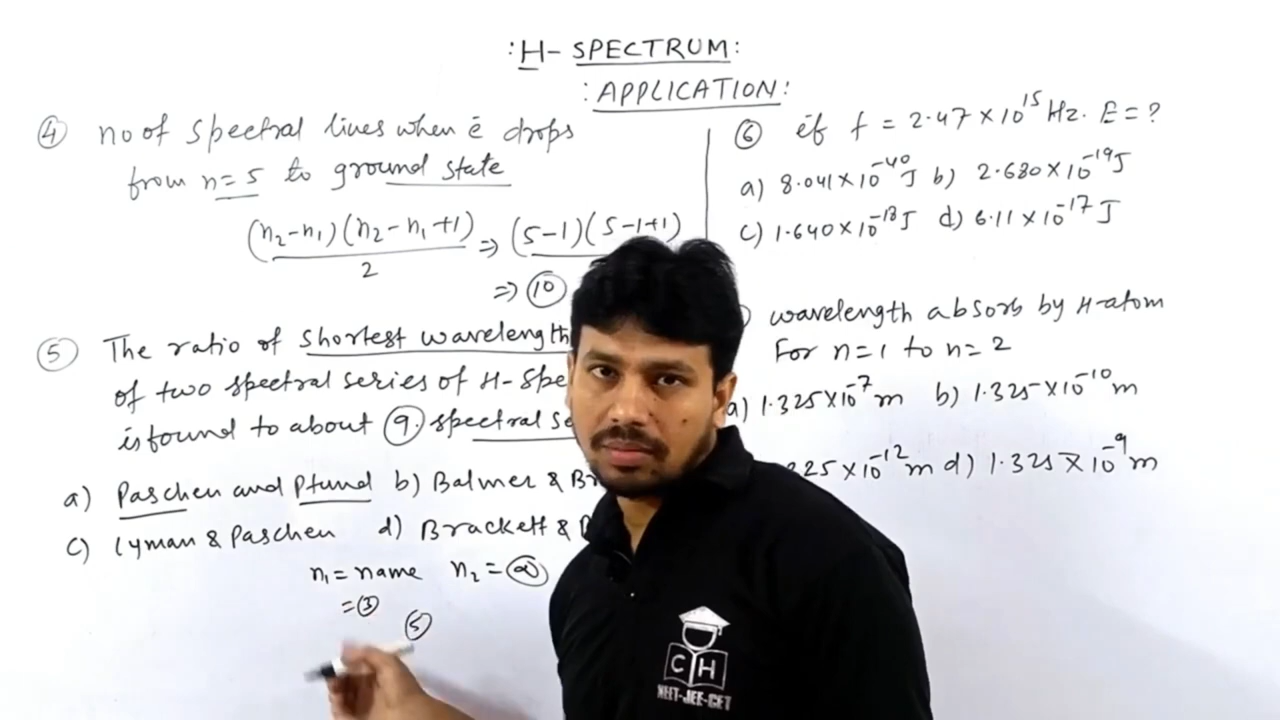 :H- SPECTRUM:
:APPLICATION:
④ no of spectral lines when ē drops
from n=5 to ground state
(n₂-n₁)(n₂-n₁+1)/2 => (5-1)(5-1+1)
=> ⑩
⑤ The ratio of shortest wavelength
of two spectral series of H-Spe
is found to about ⑨ spectral se
a) Paschen and Pfund b) Balmer & Br
c) Lyman & Paschen d) Brackett &
n₁ = name n₂ = ∞
= ③
⑤
⑥ if f = 2.47 × 10¹⁵ Hz. E = ?
a) 8.041 × 10⁻⁴⁰ J b) 2.680 × 10⁻¹⁹ J
c) 1.640 × 10⁻¹⁸ J d) 6.11 × 10⁻¹⁷ J
wavelength absorb by H-atom
For n=1 to n=2
a) 1.325 × 10⁻⁷ m b) 1.325 × 10⁻¹⁰ m
325 × 10⁻¹² m d) 1.325 × 10⁻⁹ m
C H
NEET-JEE-CET